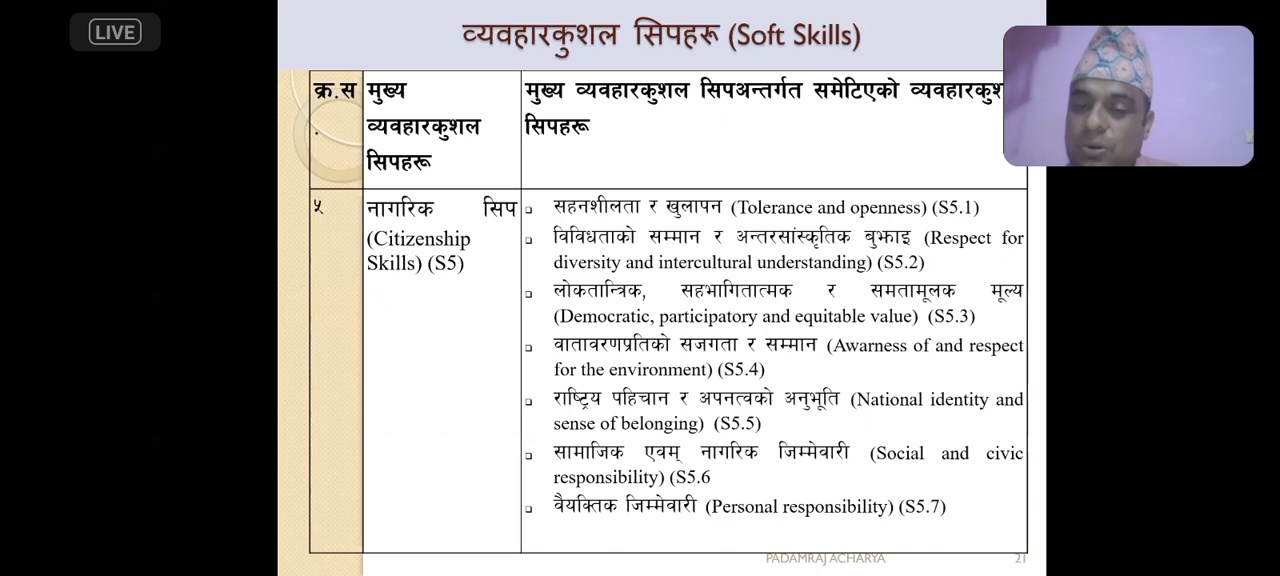 LIVE
व्यवहारकुशल सिपहरू (Soft Skills)
क्र.स मुख्य मुख्य व्यवहारकुशल सिपअन्तर्गत समेटिएको
. व्यवहारकुशल सिपहरू
सिपहरू
५ नागरिक सिप सहनशीलता र खुलापन (Tolerance and openness) (S5.1)
(Citizenship विविधताको सम्मान र अन्तरसांस्कृतिक बुझाइ (Respect for
Skills) (S5) diversity and intercultural understanding) (S5.2)
लोकतान्त्रिक, सहभागितात्मक र समतामूलक मूल्य
(Democratic, participatory and equitable value) (S5.3)
वातावरणप्रतिको सजगता र सम्मान (Awarness of and respect
for the environment) (S5.4)
राष्ट्रिय पहिचान र अपनत्वको अनुभूति (National identity and
sense of belonging) (S5.5)
सामाजिक एवम् नागरिक जिम्मेवारी (Social and civic
responsibility) (S5.6
वैयक्तिक जिम्मेवारी (Personal responsibility) (S5.7)
PADAMRAJ ACHARYA 21